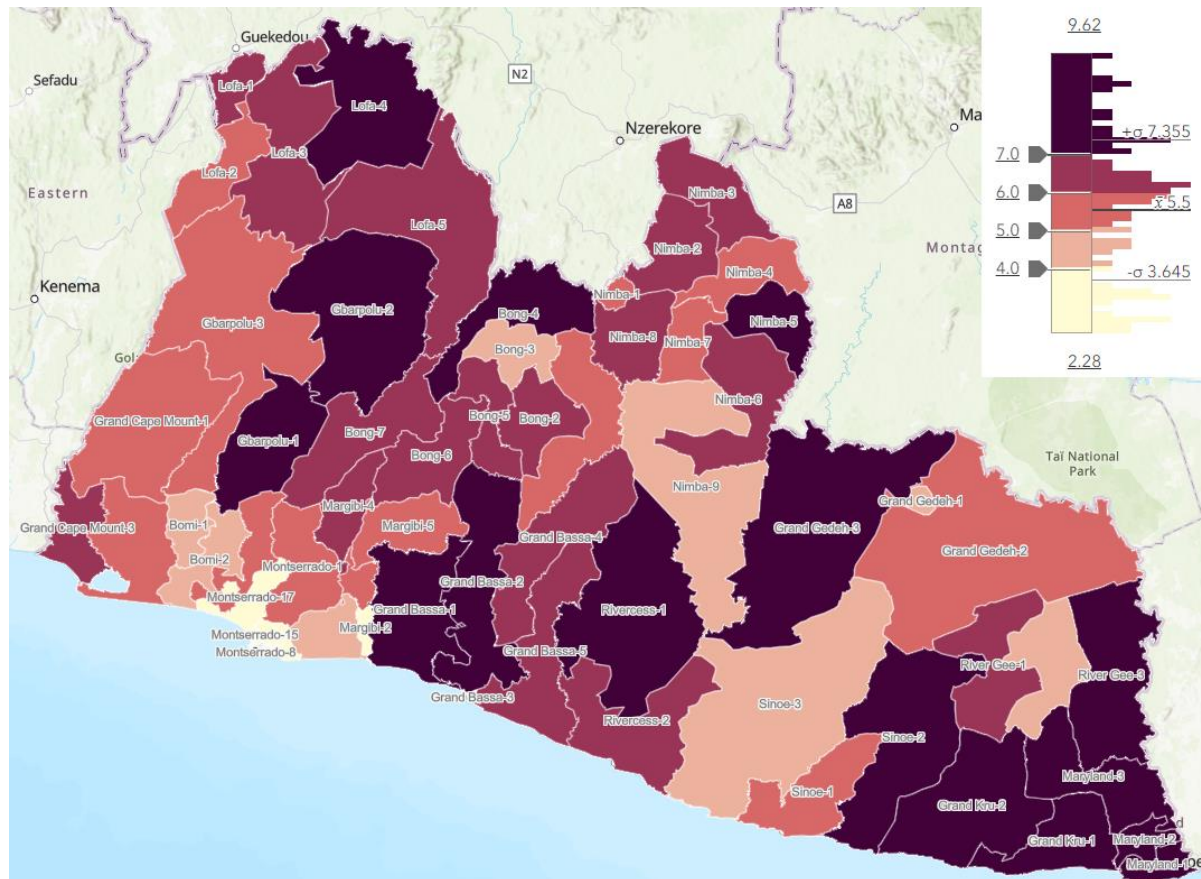 9.62
Guekedou
Sefadu
N2
Lofa-1
Lofa-4
Nzerekore
Ma
+σ 7.355
7.0
Lofa-3
Lofa-2
Eastern
Nimba-3
A8
6.0
x̄ 5.5
Lofa-5
Nimba-2
Montag
5.0
Nimba-4
4.0
-σ 3.645
Kenema
Gbarpolu-2
Nimba-1
Gbarpolu-3
Bong-4
Nimba-5
Nimba-8
Nimba-7
2.28
Gol
Bong-3
Nimba-6
Grand Cape Mount-1
Bong-5
Bong-2
Gbarpolu-1
Bong-7
Bong-6
Taï National
Park
Nimba-9
Margibi-4
Grand Gedeh-1
Grand Cape Mount-3
Bomi-1
Margibi-5
Grand Gedeh-3
Grand Bassa-4
Grand Gedeh-2
Bomi-2
Montserrado-1
Grand Bassa-2
Montserrado-17
Grand Bassa-1
Rivercess-1
Montserrado-15
Margibi-2
Montserrado-8
Grand Bassa-5
River Gee-1
River Gee-3
Grand Bassa-3
Sinoe-3
Rivercess-2
Sinoe-2
Maryland-3
Sinoe-1
Grand Kru-2
Grand Kru-1
Maryland-2
Maryland-1